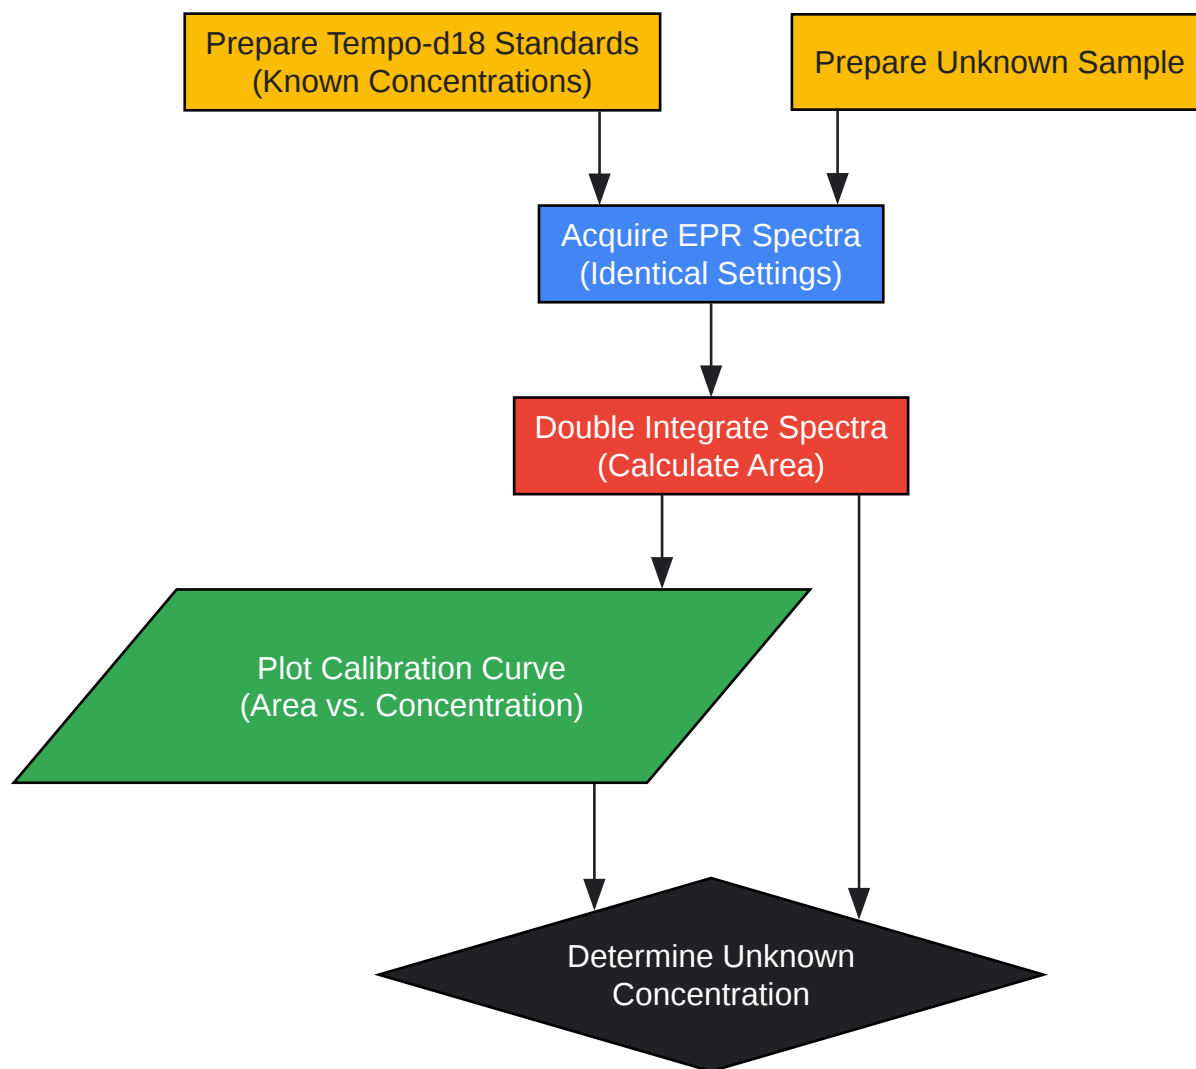 Prepare Tempo-d18 Standards
(Known Concentrations)
Prepare Unknown Sample
Acquire EPR Spectra
(Identical Settings)
Double Integrate Spectra
(Calculate Area)
Plot Calibration Curve
(Area vs. Concentration)
Determine Unknown
Concentration